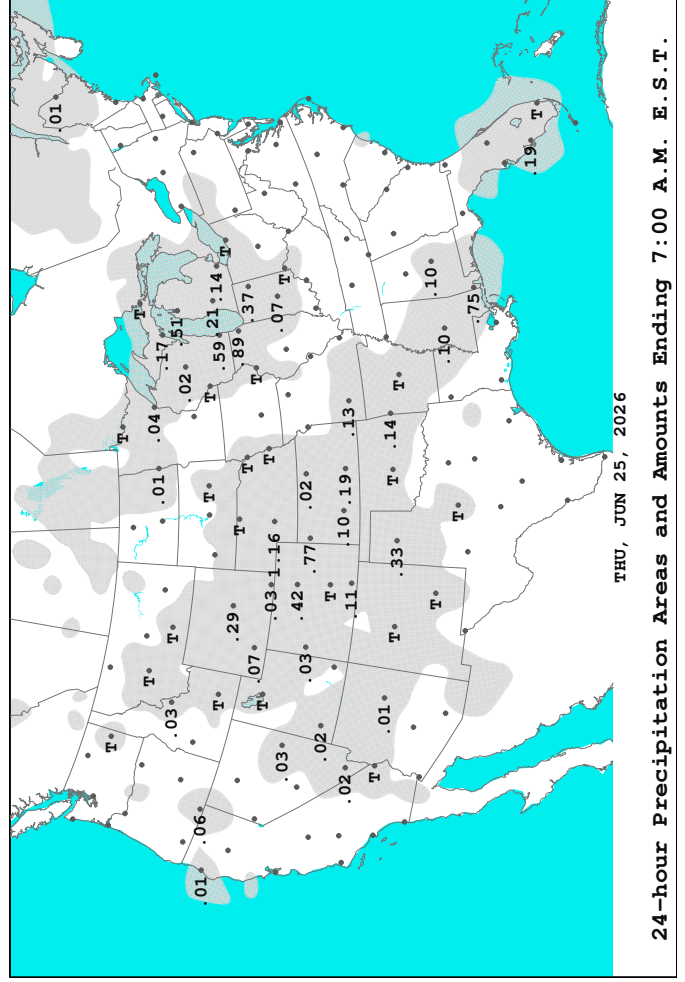 .01
T
T
T
T
.04
.01
.17
.03
T
.51
.02
.06
.01
T
T
.21
.14
T
.59
T
.29
.89
T
T
.37
.07
T
T
T
.03
1.16
.07
.03
T
.42
.03
.02
.77
.02
T
.10
.02
.19
.13
.11
T
.01
.14
T
T
.33
T
.10
T
.10
T
.75
.19
T
THU, JUN 25, 2026
24-hour Precipitation Areas and Amounts Ending 7:00 A.M. E.S.T.